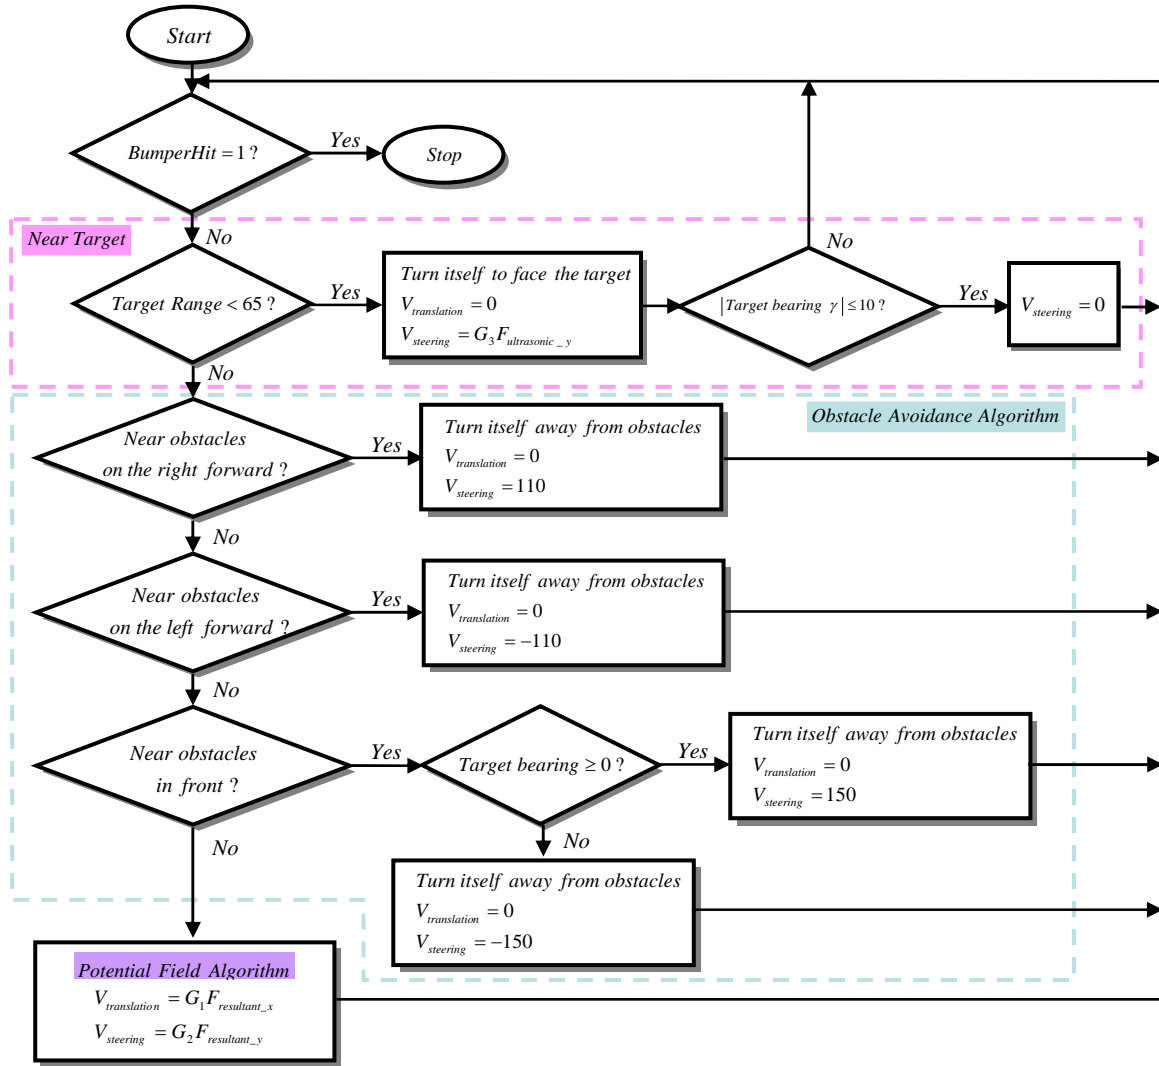 Start
BumperHit = 1 ?
Yes
Stop
No
Near Target
Target Range < 65 ?
Yes
Turn itself to face the target
V_translation = 0
V_steering = G_3 F_ultrasonic _ y
|Target bearing γ| ≤ 10 ?
No
Yes
V_steering = 0
No
Obstacle Avoidance Algorithm
Near obstacles
on the right forward ?
Yes
Turn itself away from obstacles
V_translation = 0
V_steering = 110
No
Near obstacles
on the left forward ?
Yes
Turn itself away from obstacles
V_translation = 0
V_steering = −110
No
Near obstacles
in front ?
Yes
Target bearing ≥ 0 ?
Yes
Turn itself away from obstacles
V_translation = 0
V_steering = 150
No
Turn itself away from obstacles
V_translation = 0
V_steering = −150
No
Potential Field Algorithm
V_translation = G_1 F_resultant_x
V_steering = G_2 F_resultant_y